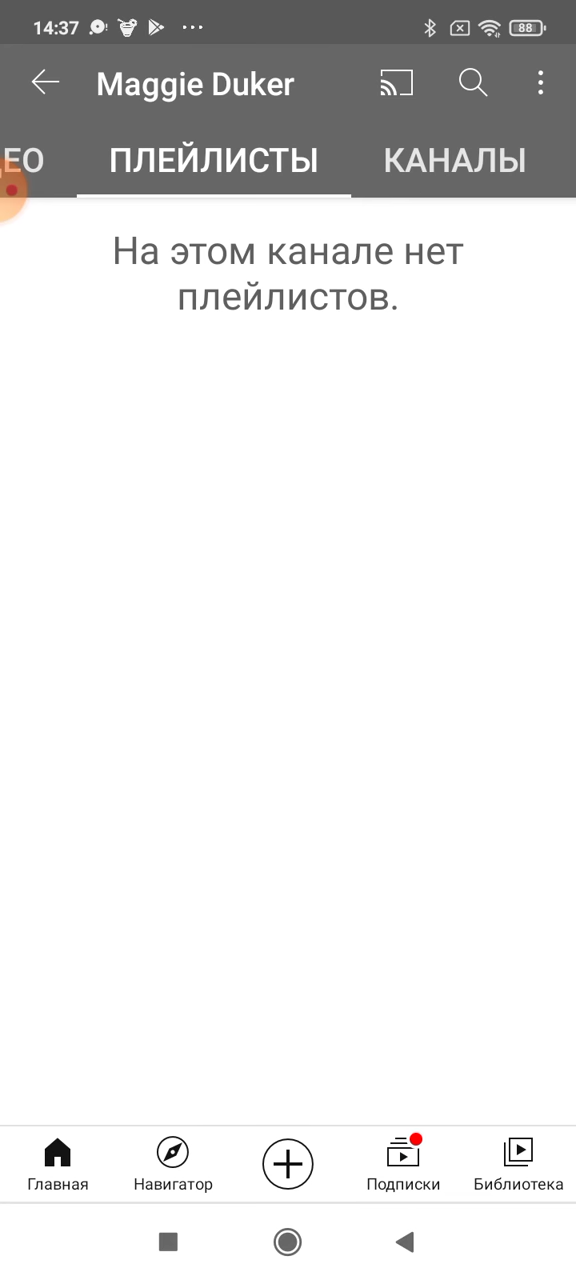 14:37
88
Maggie Duker
ЕО
ПЛЕЙЛИСТЫ
КАНАЛЫ
На этом канале нет
плейлистов.
Главная
Навигатор
Подписки
Библиотека